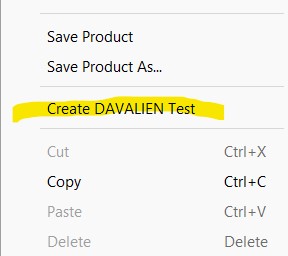 Save Product
Save Product As...
Create DAVALIEN Test
Cut Ctrl+X
Copy Ctrl+C
Paste Ctrl+V
Delete Delete